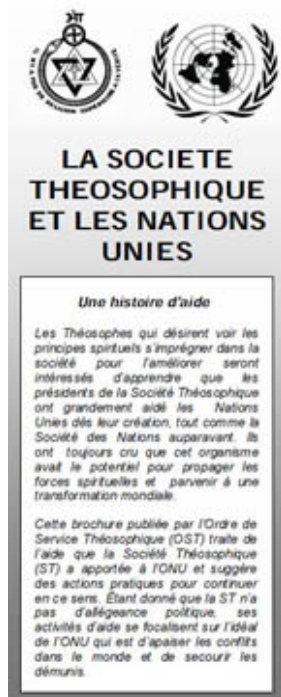 LA SOCIETE
THEOSOPHIQUE
ET LES NATIONS
UNIES
Une histoire d'aide
Les Théosophes qui désirent voir les
principes spirituels s'imprégner dans la
société pour l'améliorer seront
intéressés d'apprendre que les
présidents de la Société Théosophique
ont grandement aidé les Nations
Unies dès leur création, tout comme la
Société des Nations auparavant. Ils
ont toujours cru que cet organisme
avait le potentiel pour propager les
forces spirituelles et parvenir à une
transformation mondiale.
Cette brochure publiée par l'Ordre de
Service Théosophique (OST) traite de
l'aide que la Société Théosophique
(ST) a apportée à l'ONU et suggère
des actions pratiques pour continuer
en ce sens. Étant donné que la ST n'a
pas d'allégeance politique, ses
activités d'aide se focalisent sur l'idéal
de l'ONU qui est d'apaiser les conflits
dans le monde et de secourir les
démunis.